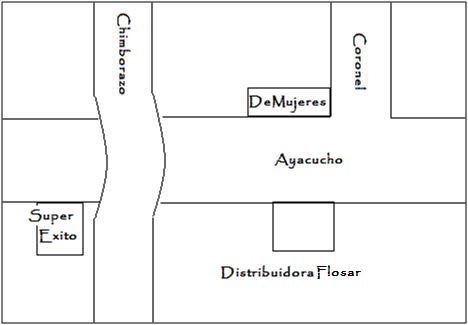 Chimborazo
Coronel
DeMujeres
Ayacucho
Super
Exito
Distribuidora Flosar